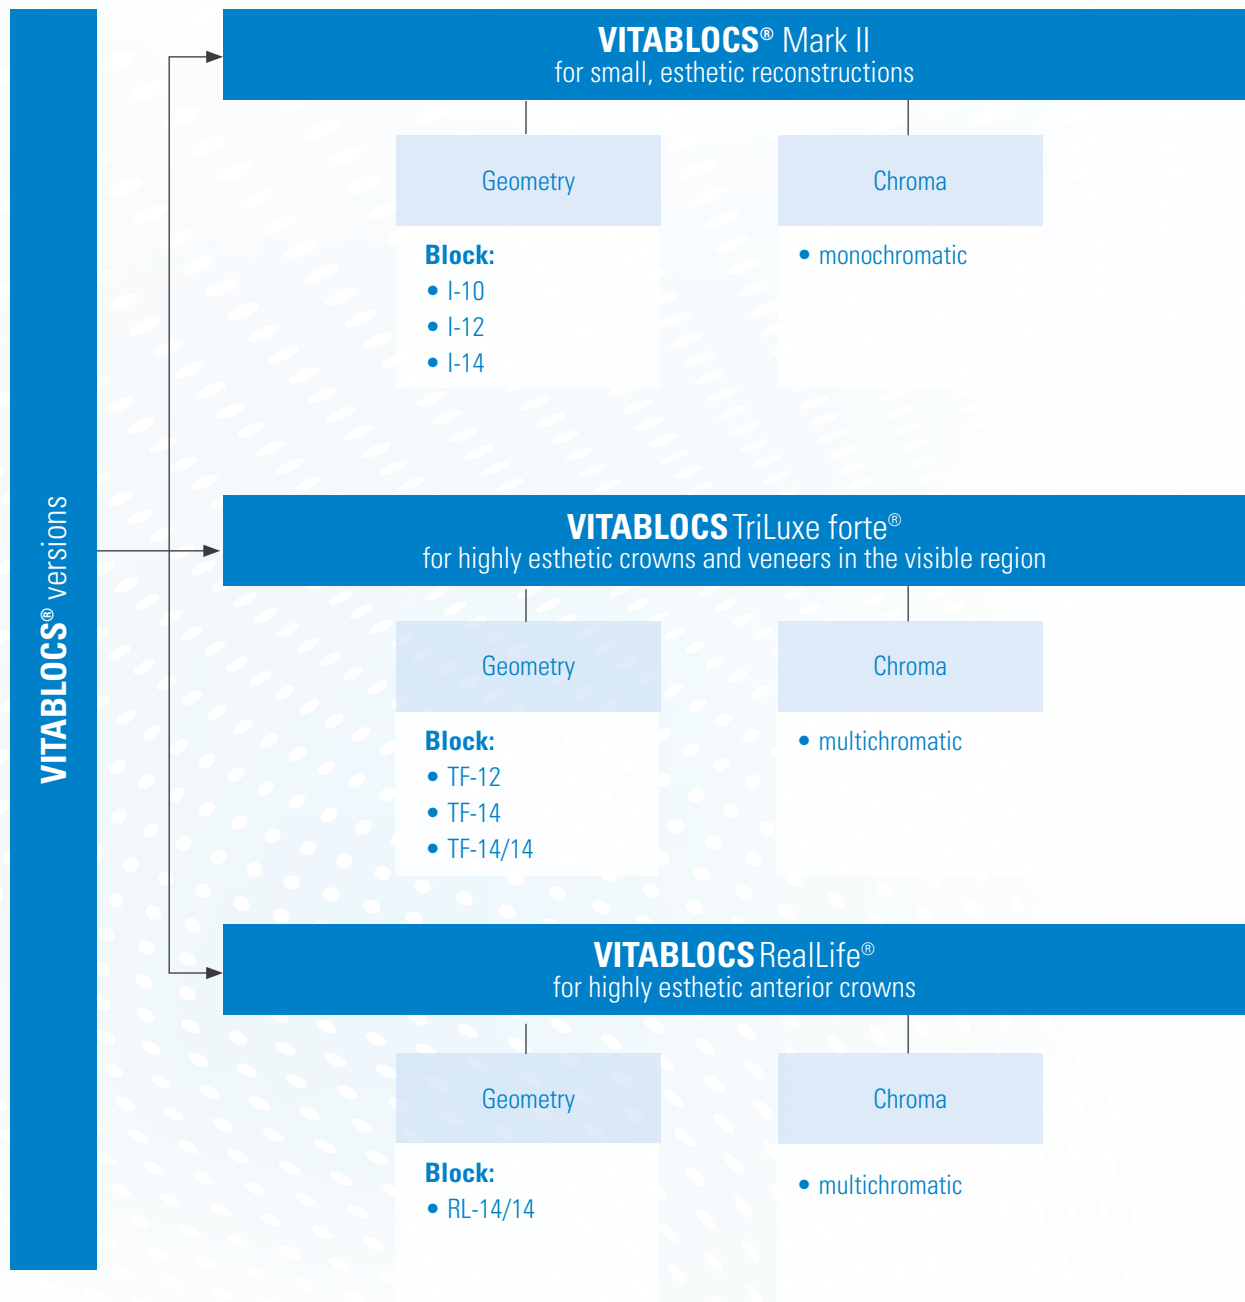 VITABLOCS® versions
VITABLOCS® Mark II
for small, esthetic reconstructions
Geometry
Block:
• I-10
• I-12
• I-14
Chroma
• monochromatic
VITABLOCS TriLuxe forte®
for highly esthetic crowns and veneers in the visible region
Geometry
Block:
• TF-12
• TF-14
• TF-14/14
Chroma
• multichromatic
VITABLOCS RealLife®
for highly esthetic anterior crowns
Geometry
Block:
• RL-14/14
Chroma
• multichromatic